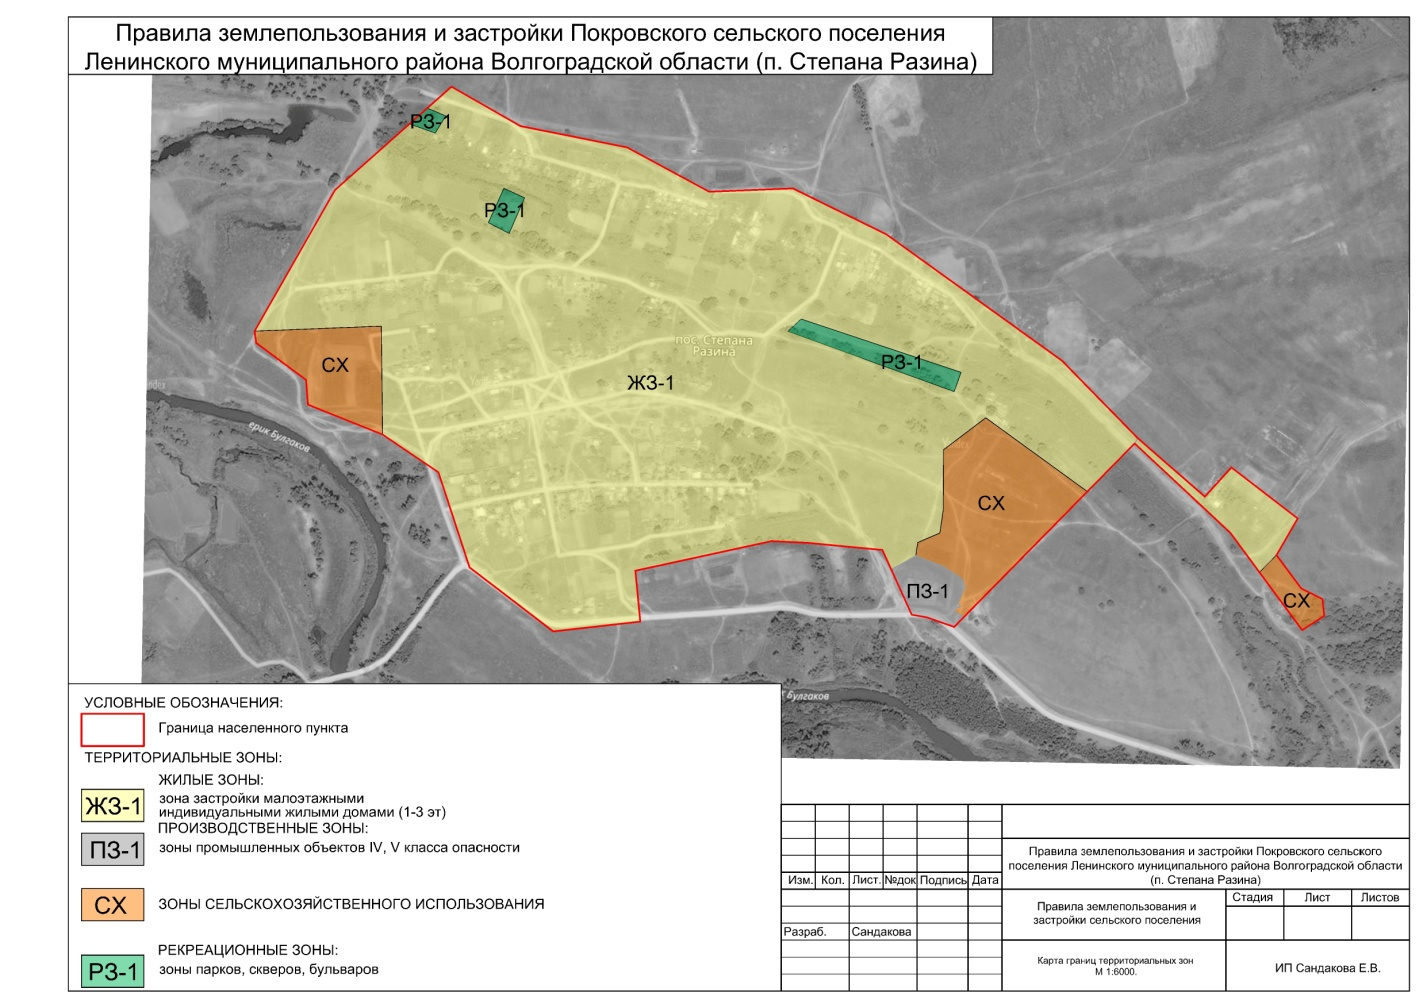 Правила землепользования и застройки Покровского сельского поселения
Ленинского муниципального района Волгоградской области (п. Степана Разина)
РЗ-1
РЗ-1
пос. Степана
Разина
РЗ-1
СХ
ЖЗ-1
ерик Булгаков
СХ
ПЗ-1
СХ
Булгаков
УСЛОВНЫЕ ОБОЗНАЧЕНИЯ:
Граница населенного пункта
ТЕРРИТОРИАЛЬНЫЕ ЗОНЫ:
ЖИЛЫЕ ЗОНЫ:
ЖЗ-1
зона застройки малоэтажными
индивидуальными жилыми домами (1-3 эт)
ПРОИЗВОДСТВЕННЫЕ ЗОНЫ:
ПЗ-1
зоны промышленных объектов IV, V класса опасности
СХ
ЗОНЫ СЕЛЬСКОХОЗЯЙСТВЕННОГО ИСПОЛЬЗОВАНИЯ
РЕКРЕАЦИОННЫЕ ЗОНЫ:
РЗ-1
зоны парков, скверов, бульваров
Изм. Кол. Лист. №док Подпись Дата
Разраб. Сандакова
Правила землепользования и застройки Покровского сельского
поселения Ленинского муниципального района Волгоградской области
(п. Степана Разина)
Правила землепользования и
застройки сельского поселения
Стадия Лист Листов
Карта границ территориальных зон
М 1:6000.
ИП Сандакова Е.В.